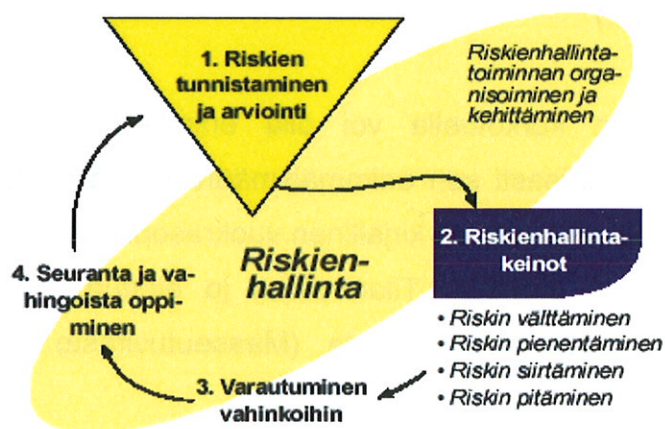 1. Riskien
tunnistaminen
ja arviointi
Riskienhallinta-
toiminnan orga-
nisoiminen ja
kehittäminen
2. Riskienhallinta-
keinot
• Riskin välttäminen
• Riskin pienentäminen
• Riskin siirtäminen
• Riskin pitäminen
3. Varautuminen
vahinkoihin
4. Seuranta ja va-
hingoista oppi-
minen
Riskien-
hallinta